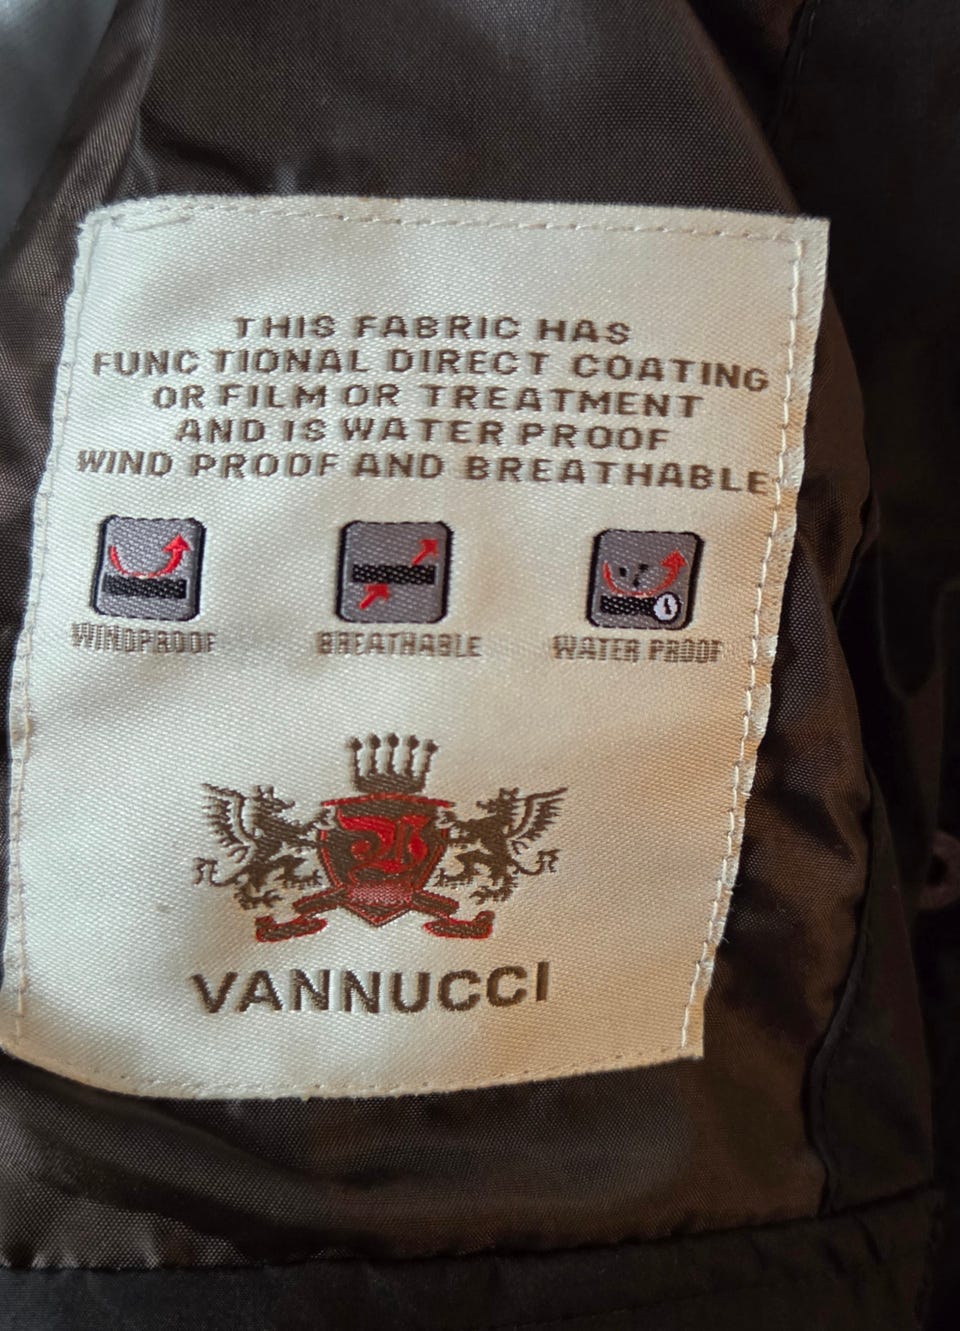 THIS FABRIC HAS
FUNCTIONAL DIRECT COATING
OR FILM OR TREATMENT
AND IS WATER PROOF
WIND PROOF AND BREATHABLE
WINDPROOF BREATHABLE WATER PROOF
VANNUCCI